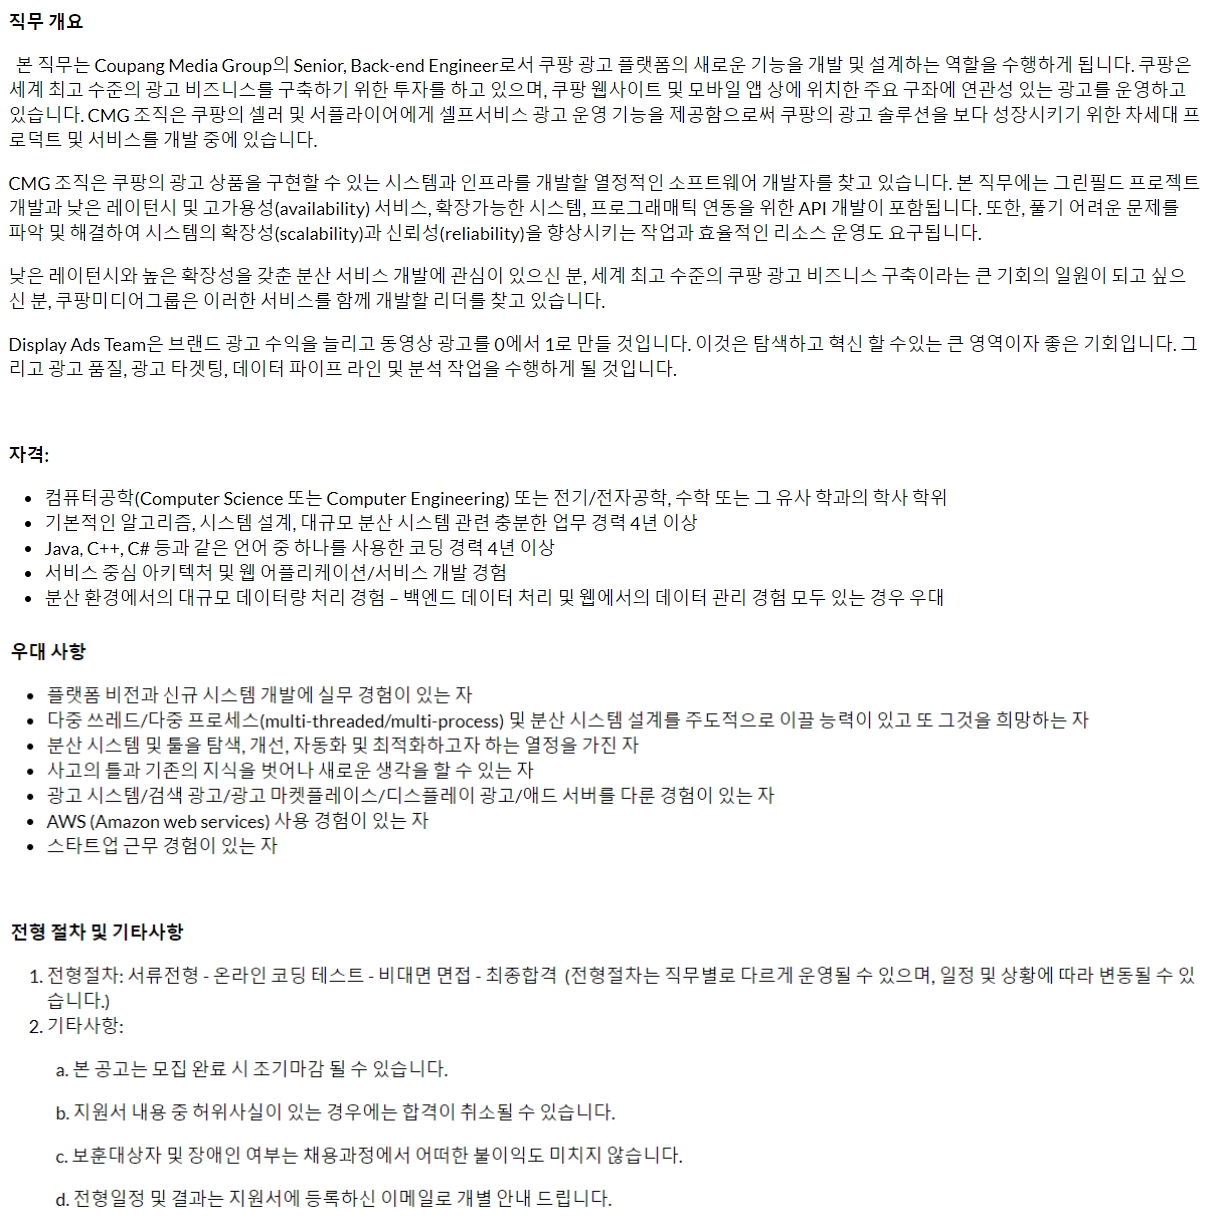 직무 개요
본 직무는 Coupang Media Group의 Senior, Back-end Engineer로서 쿠팡 광고 플랫폼의 새로운 기능을 개발 및 설계하는 역할을 수행하게 됩니다. 쿠팡은
세계 최고 수준의 광고 비즈니스를 구축하기 위한 투자를 하고 있으며, 쿠팡 웹사이트 및 모바일 앱 상에 위치한 주요 구좌에 연관성 있는 광고를 운영하고
있습니다. CMG 조직은 쿠팡의 셀러 및 서플라이어에게 셀프서비스 광고 운영 기능을 제공함으로써 쿠팡의 광고 솔루션을 보다 성장시키기 위한 차세대 프
로덕트 및 서비스를 개발 중에 있습니다.
CMG 조직은 쿠팡의 광고 상품을 구현할 수 있는 시스템과 인프라를 개발할 열정적인 소프트웨어 개발자를 찾고 있습니다. 본 직무에는 그린필드 프로젝트
개발과 낮은 레이턴시 및 고가용성(availability) 서비스, 확장가능한 시스템, 프로그래매틱 연동을 위한 API 개발이 포함됩니다. 또한, 풀기 어려운 문제를
파악 및 해결하여 시스템의 확장성(scalability)과 신뢰성(reliability)을 향상시키는 작업과 효율적인 리소스 운영도 요구됩니다.
낮은 레이턴시와 높은 확장성을 갖춘 분산 서비스 개발에 관심이 있으신 분, 세계 최고 수준의 쿠팡 광고 비즈니스 구축이라는 큰 기회의 일원이 되고 싶으
신 분, 쿠팡미디어그룹은 이러한 서비스를 함께 개발할 리더를 찾고 있습니다.
Display Ads Team은 브랜드 광고 수익을 늘리고 동영상 광고를 0에서 1로 만들 것입니다. 이것은 탐색하고 혁신 할 수있는 큰 영역이자 좋은 기회입니다. 그
리고 광고 품질, 광고 타겟팅, 데이터 파이프 라인 및 분석 작업을 수행하게 될 것입니다.
자격:
• 컴퓨터공학(Computer Science 또는 Computer Engineering) 또는 전기/전자공학, 수학 또는 그 유사 학과의 학사 학위
• 기본적인 알고리즘, 시스템 설계, 대규모 분산 시스템 관련 충분한 업무 경력 4년 이상
• Java, C++, C# 등과 같은 언어 중 하나를 사용한 코딩 경력 4년 이상
• 서비스 중심 아키텍처 및 웹 어플리케이션/서비스 개발 경험
• 분산 환경에서의 대규모 데이터량 처리 경험 – 백엔드 데이터 처리 및 웹에서의 데이터 관리 경험 모두 있는 경우 우대
우대 사항
• 플랫폼 비전과 신규 시스템 개발에 실무 경험이 있는 자
• 다중 쓰레드/다중 프로세스(multi-threaded/multi-process) 및 분산 시스템 설계를 주도적으로 이끌 능력이 있고 또 그것을 희망하는 자
• 분산 시스템 및 툴을 탐색, 개선, 자동화 및 최적화하고자 하는 열정을 가진 자
• 사고의 틀과 기존의 지식을 벗어나 새로운 생각을 할 수 있는 자
• 광고 시스템/검색 광고/광고 마켓플레이스/디스플레이 광고/애드 서버를 다룬 경험이 있는 자
• AWS (Amazon web services) 사용 경험이 있는 자
• 스타트업 근무 경험이 있는 자
전형 절차 및 기타사항
1. 전형절차: 서류전형 - 온라인 코딩 테스트 - 비대면 면접 - 최종합격 (전형절차는 직무별로 다르게 운영될 수 있으며, 일정 및 상황에 따라 변동될 수 있
습니다.)
2. 기타사항:
a. 본 공고는 모집 완료 시 조기마감 될 수 있습니다.
b. 지원서 내용 중 허위사실이 있는 경우에는 합격이 취소될 수 있습니다.
c. 보훈대상자 및 장애인 여부는 채용과정에서 어떠한 불이익도 미치지 않습니다.
d. 전형일정 및 결과는 지원서에 등록하신 이메일로 개별 안내 드립니다.